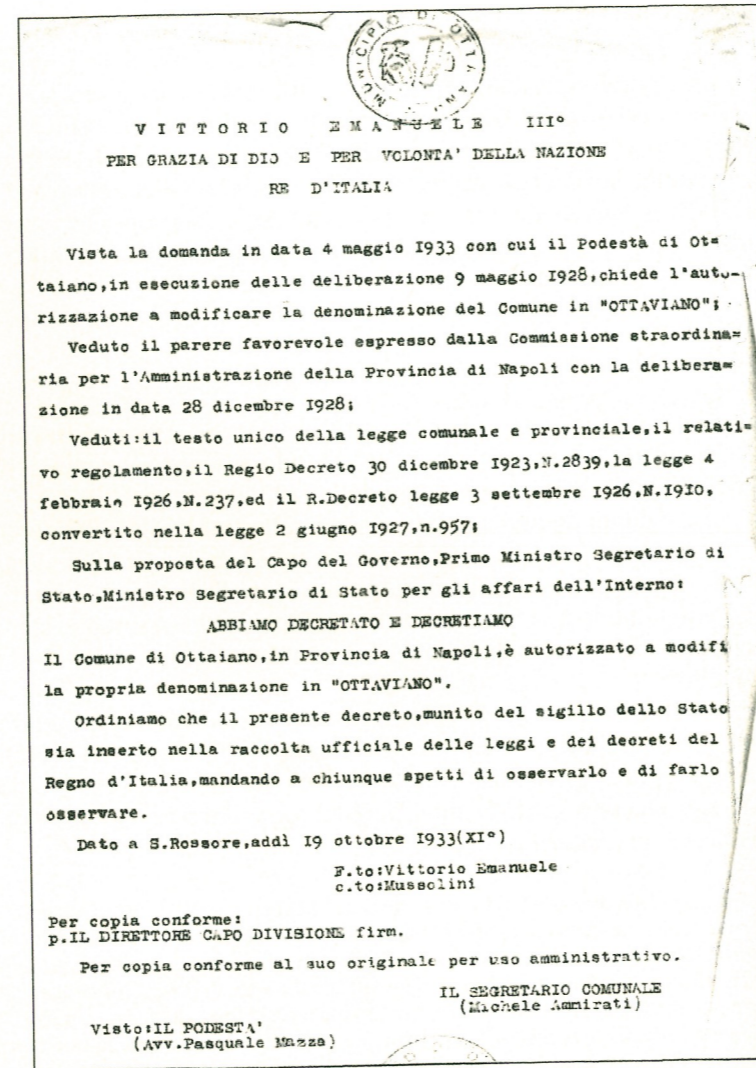 MUNICIPIO DI OTTAIANO
VITTORIO EMANUELE III°
PER GRAZIA DI DIO E PER VOLONTA' DELLA NAZIONE
RE D'ITALIA
Vista la domanda in data 4 maggio I933 con cui il Podestà di Ot=
taiano,in esecuzione delle deliberazione 9 maggio I928,chiede l'auto-
rizzazione a modificare la denominazione del Comune in "OTTAVIANO";
Veduto il parere favorevole espresso dalla Commissione straordina=
ria per l'Amministrazione della Provincia di Napoli con la delibera=
zione in data 28 dicembre I928;
Veduti:il testo unico della legge comunale e provinciale,il relati=
vo regolamento,il Regio Decreto 30 dicembre I923,N.2839,la legge 4
febbraio I926,N.237,ed il R.Decreto legge 3 settembre I926,N.I9I0,
convertito nella legge 2 giugno I927,n.957;
Sulla proposta del Capo del Governo,Primo Ministro Segretario di
Stato,Ministro Segretario di Stato per gli affari dell'Interno:
ABBIAMO DECRETATO E DECRETIAMO
Il Comune di Ottaiano,in Provincia di Napoli,è autorizzato a modifi
la propria denominazione in "OTTAVIANO".
Ordiniamo che il presente decreto,munito del sigillo dello Stato
sia inserto nella raccolta ufficiale delle leggi e dei decreti del
Regno d'Italia,mandando a chiunque spetti di osservarlo e di farlo
osservare.
Dato a S.Rossore,addì I9 ottobre I933(XI°)
F.to:Vittorio Emanuele
c.to:Mussolini
Per copia conforme:
p.IL DIRETTORE CAPO DIVISIONE firm.
Per copia conforme al suo originale per uso amministrativo.
IL SEGRETARIO COMUNALE
(Michele Ammirati)
Visto:IL PODESTA'
(Avv.Pasquale Mazza)